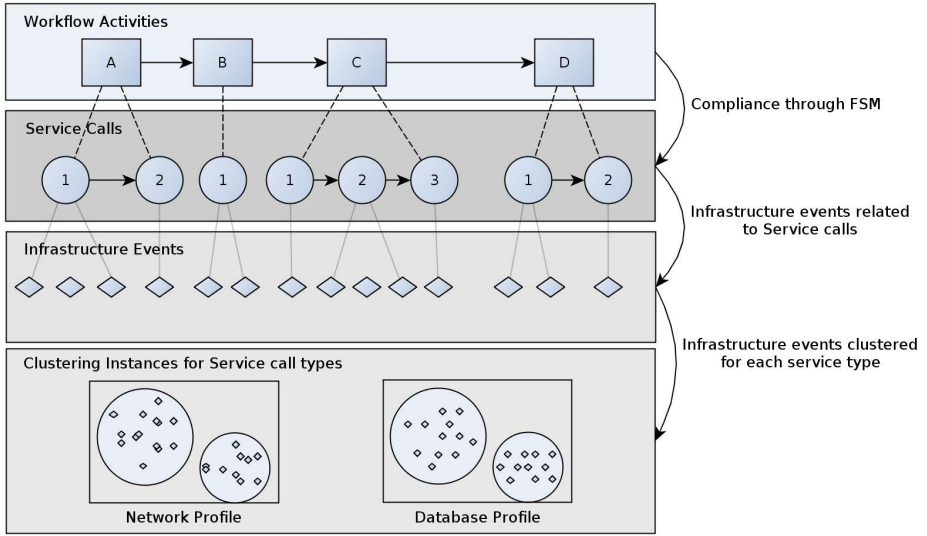 Workflow Activities
A
B
C
D
Compliance through FSM
Service Calls
1
2
1
1
2
3
1
2
Infrastructure events related
to Service calls
Infrastructure Events
Infrastructure events clustered
for each service type
Clustering Instances for Service call types
Network Profile
Database Profile